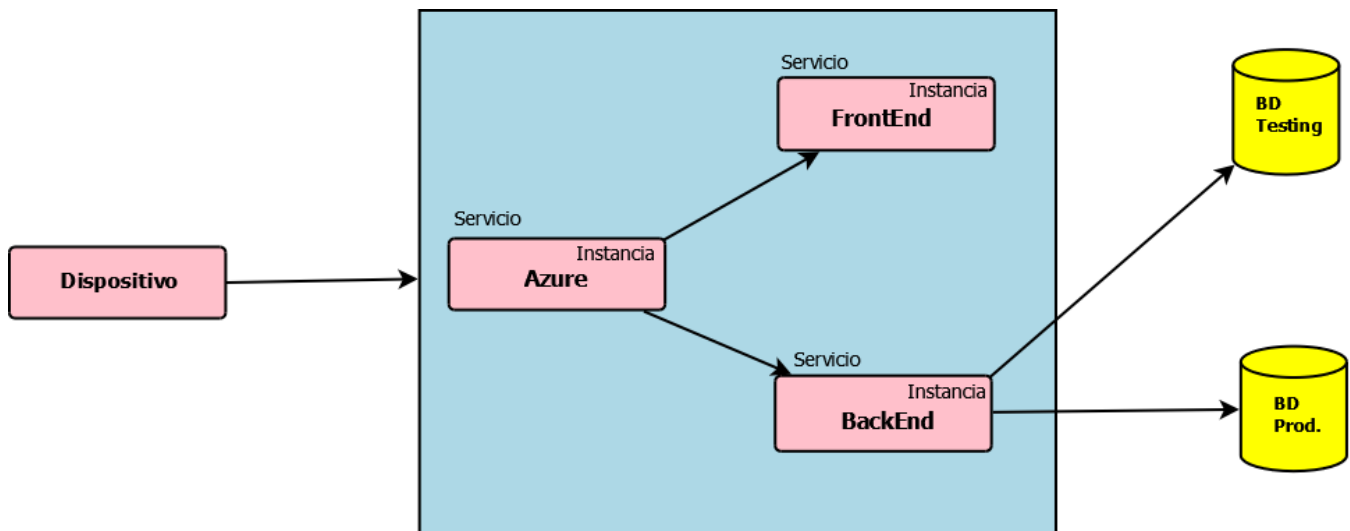 Servicio
Instancia
FrontEnd
BD
Testing
Servicio
Instancia
Azure
Dispositivo
Servicio
Instancia
BackEnd
BD
Prod.